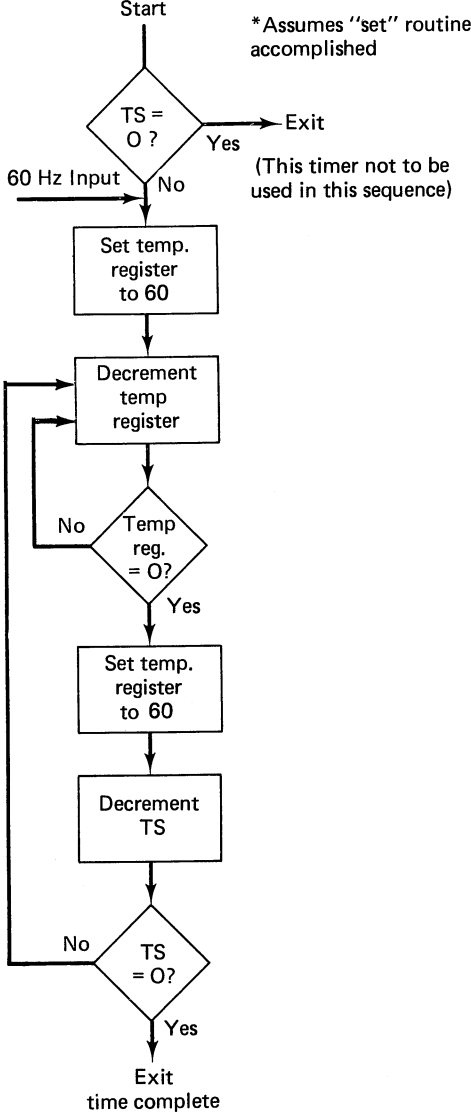 Start
*Assumes "set" routine
accomplished
TS =
O ?
Yes
Exit
(This timer not to be
used in this sequence)
No
60 Hz Input
Set temp.
register
to 60
Decrement
temp
register
No
Temp
reg.
= O?
Yes
Set temp.
register
to 60
Decrement
TS
No
TS
= O?
Yes
Exit
time complete